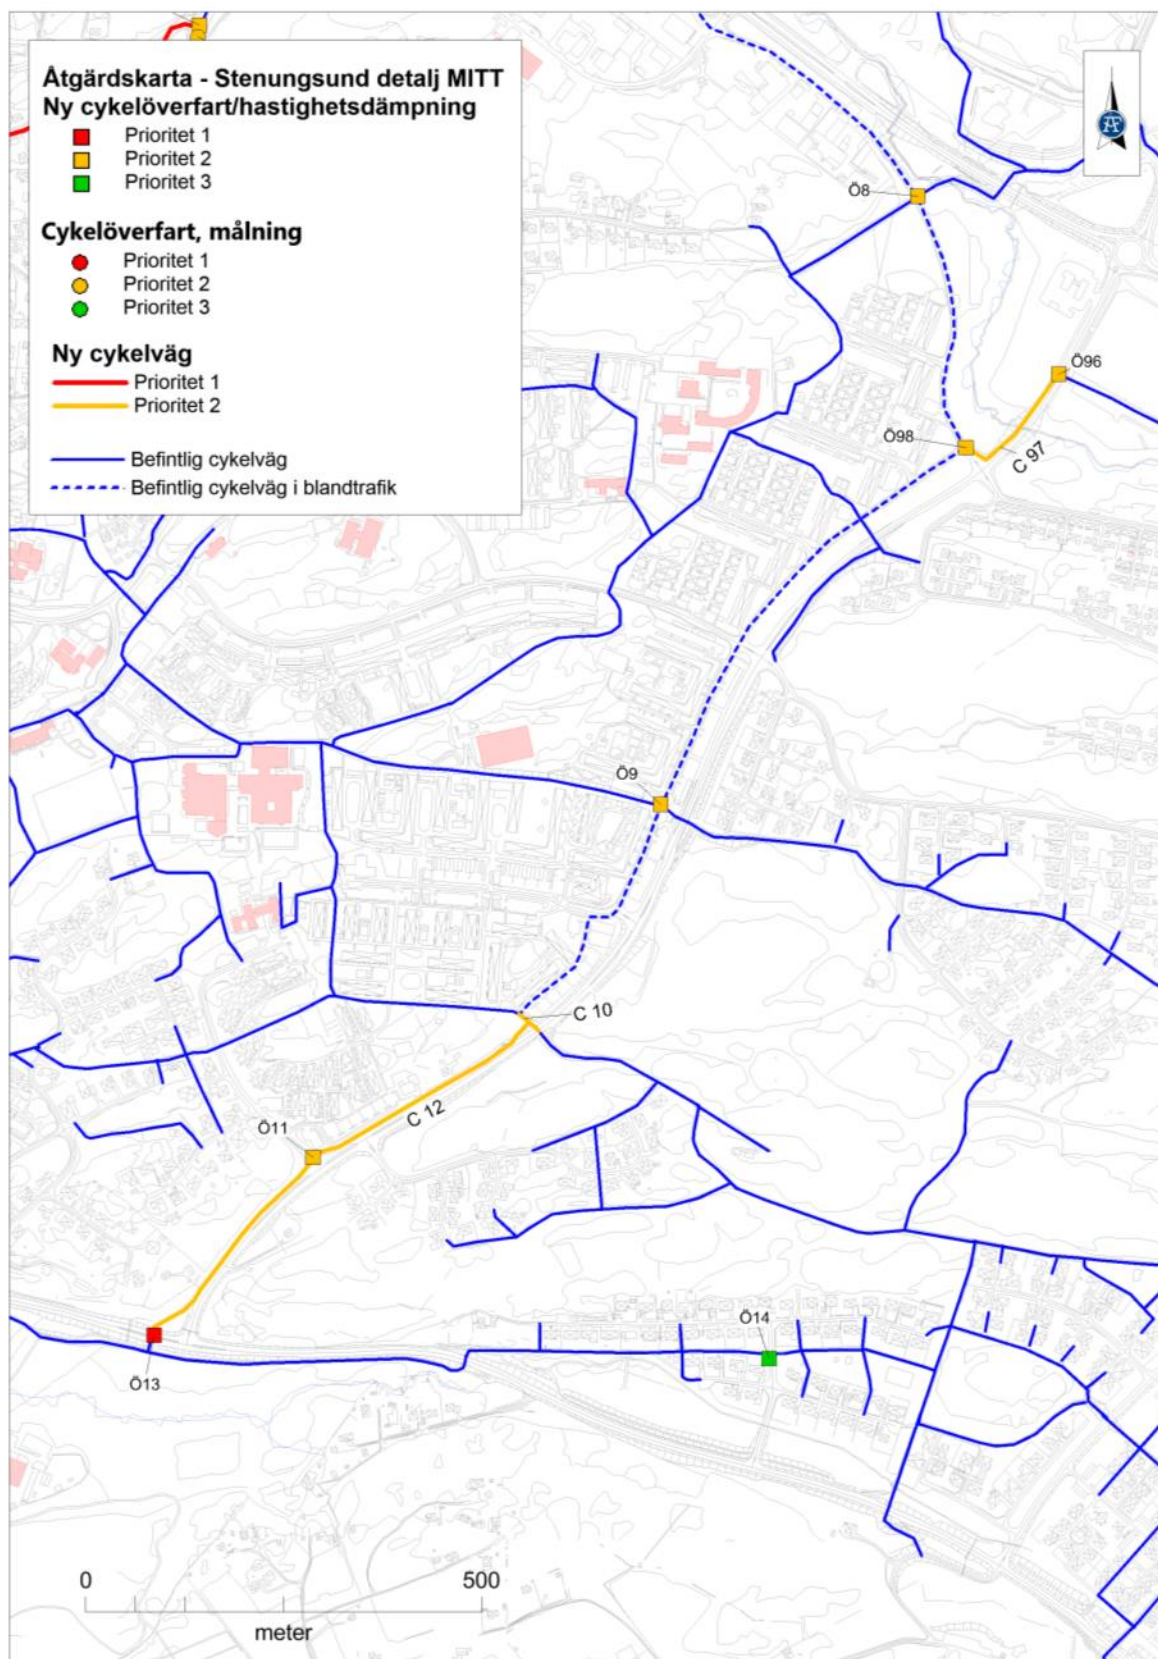 Åtgärdskarta - Stenungsund detalj MITT
Ny cykelöverfart/hastighetsdämpning
Prioritet 1
Prioritet 2
Prioritet 3
Cykelöverfart, målning
Prioritet 1
Prioritet 2
Prioritet 3
Ny cykelväg
Prioritet 1
Prioritet 2
Befintlig cykelväg
Befintlig cykelväg i blandtrafik
Ö8
Ö96
Ö98
C 97
Ö9
C 10
C 12
Ö11
Ö14
Ö13
0 500
meter